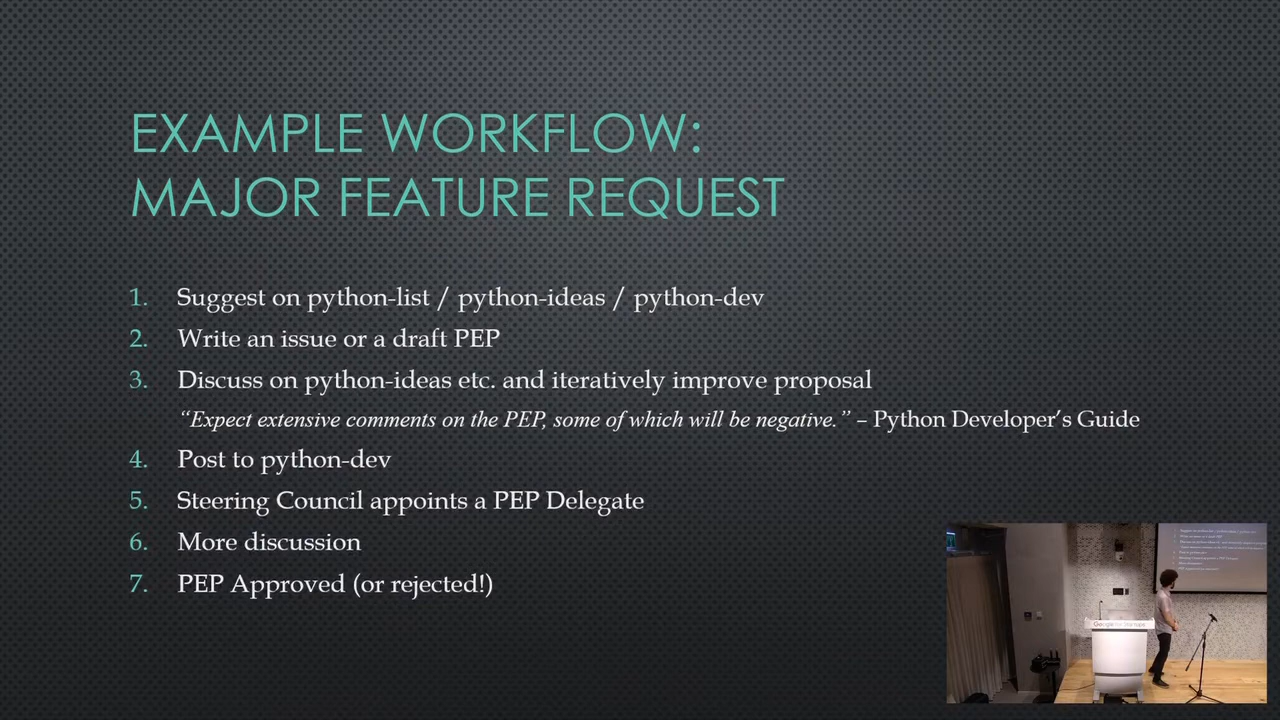 EXAMPLE WORKFLOW:
MAJOR FEATURE REQUEST
1. Suggest on python-list / python-ideas / python-dev
2. Write an issue or a draft PEP
3. Discuss on python-ideas etc. and iteratively improve proposal
“Expect extensive comments on the PEP, some of which will be negative.” – Python Developer’s Guide
4. Post to python-dev
5. Steering Council appoints a PEP Delegate
6. More discussion
7. PEP Approved (or rejected!)
Google for Startups